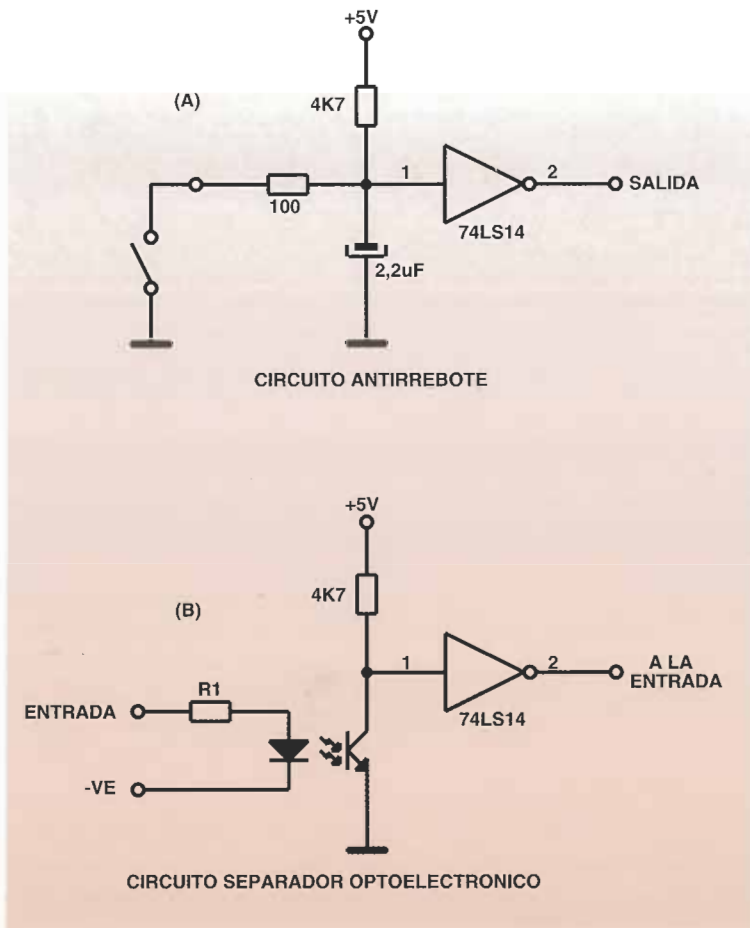 +5V
(A)
4K7
1
2
SALIDA
100
74LS14
2,2uF
CIRCUITO ANTIRREBOTE
+5V
4K7
(B)
1
2
A LA
ENTRADA
R1
74LS14
ENTRADA
-VE
CIRCUITO SEPARADOR OPTOELECTRONICO